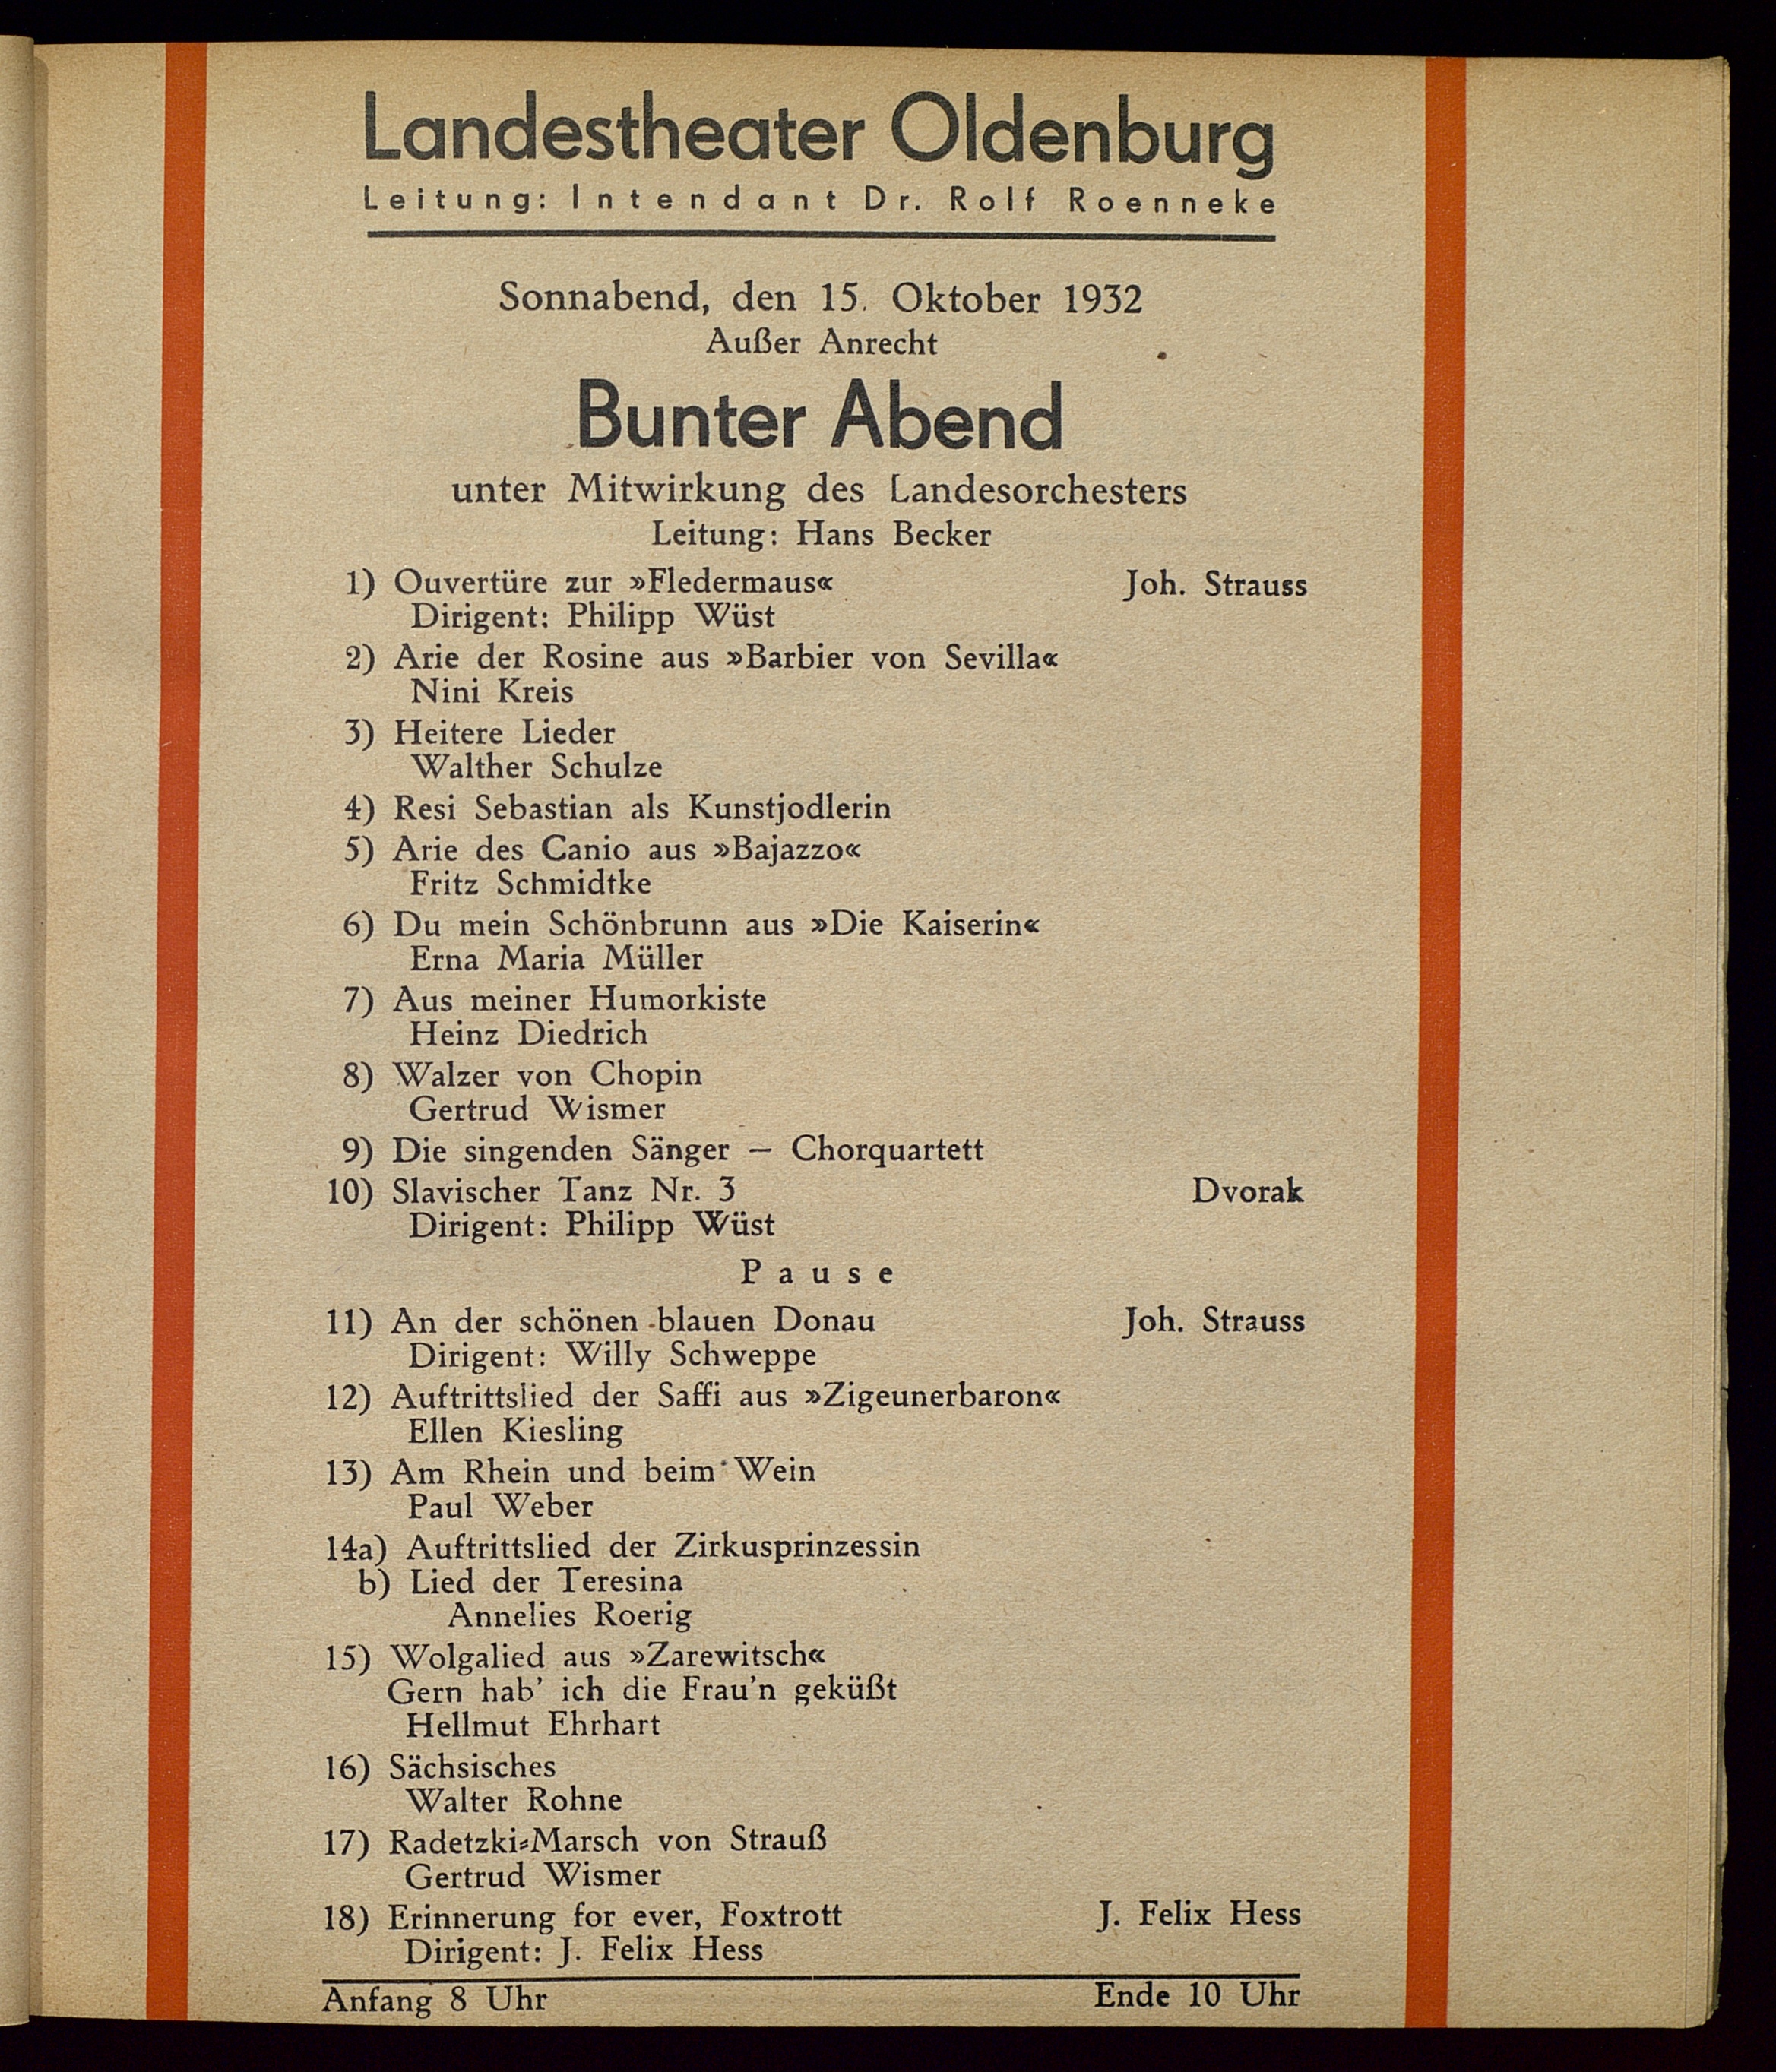 Landestheater Oldenburg
Leitung: Intendant Dr. Rolf Roenneke
Sonnabend, den 15. Oktober 1932
Außer Anrecht
Bunter Abend
unter Mitwirkung des Landesorchesters
Leitung: Hans Becker
1) Ouvertüre zur »Fledermaus« Joh. Strauss
Dirigent: Philipp Wüst
2) Arie der Rosine aus »Barbier von Sevilla«
Nini Kreis
3) Heitere Lieder
Walther Schulze
4) Resi Sebastian als Kunstjodlerin
5) Arie des Canio aus »Bajazzo«
Fritz Schmidtke
6) Du mein Schönbrunn aus »Die Kaiserin«
Erna Maria Müller
7) Aus meiner Humorkiste
Heinz Diedrich
8) Walzer von Chopin
Gertrud Wismer
9) Die singenden Sänger — Chorquartett
10) Slavischer Tanz Nr. 3 Dvorak
Dirigent: Philipp Wüst
Pause
11) An der schönen blauen Donau Joh. Strauss
Dirigent: Willy Schweppe
12) Auftrittslied der Saffi aus »Zigeunerbaron«
Ellen Kiesling
13) Am Rhein und beim Wein
Paul Weber
14a) Auftrittslied der Zirkusprinzessin
b) Lied der Teresina
Annelies Roerig
15) Wolgalied aus »Zarewitsch«
Gern hab' ich die Frau'n geküßt
Hellmut Ehrhart
16) Sächsisches
Walter Rohne
17) Radetzki-Marsch von Strauß
Gertrud Wismer
18) Erinnerung for ever, Foxtrott J. Felix Hess
Dirigent: J. Felix Hess
Anfang 8 Uhr Ende 10 Uhr